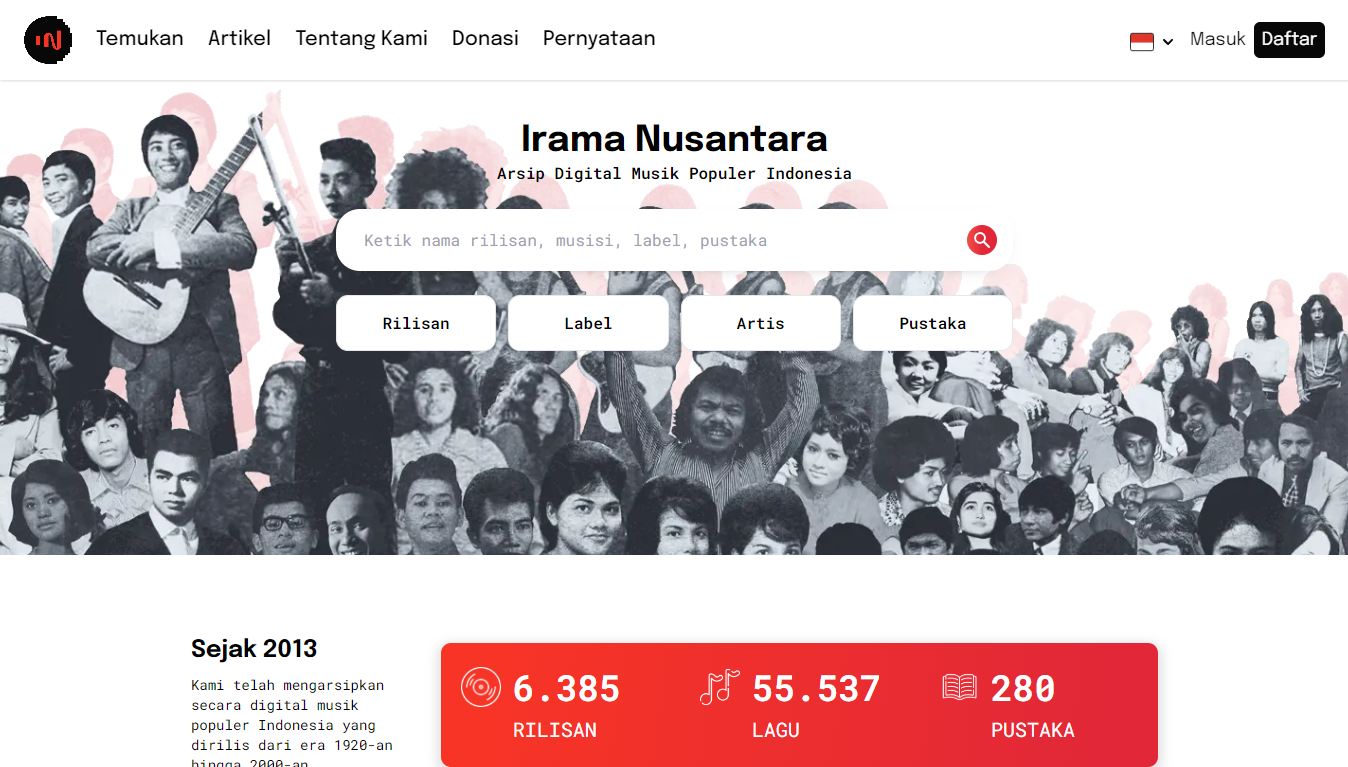 Temukan Artikel Tentang Kami Donasi Pernyataan Masuk Daftar
Irama Nusantara
Arsip Digital Musik Populer Indonesia
Ketik nama rilisan, musisi, label, pustaka
Rilisan Label Artis Pustaka
Sejak 2013
Kami telah mengarsipkan
secara digital musik
populer Indonesia yang
dirilis dari era 1920-an
hingga 2000-an
6.385 55.537 280
RILISAN LAGU PUSTAKA